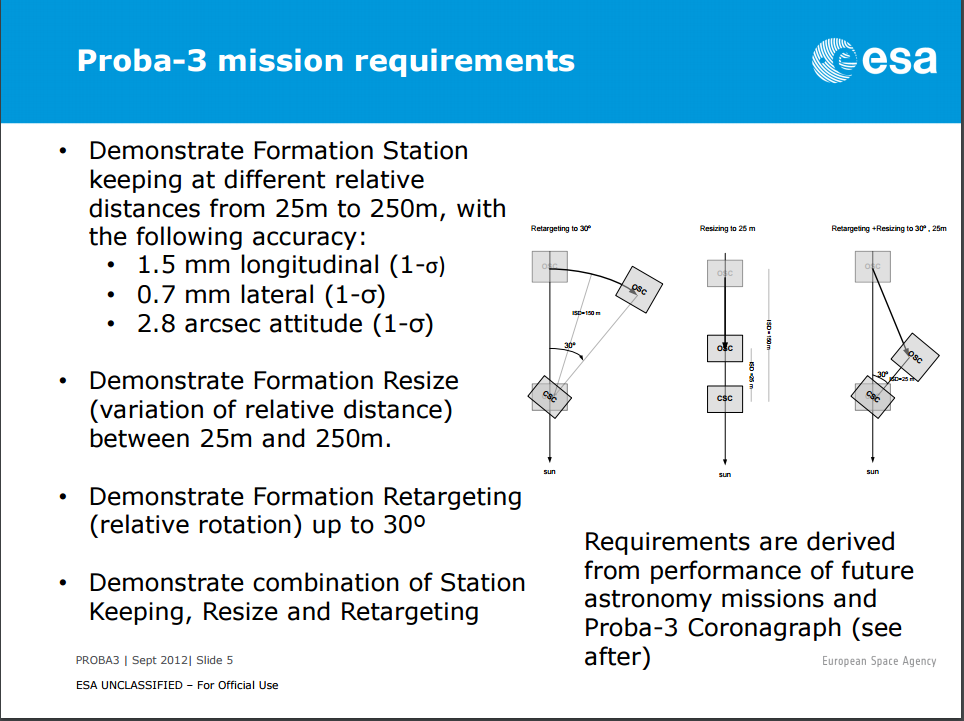 Proba-3 mission requirements
esa
• Demonstrate Formation Station
keeping at different relative
distances from 25m to 250m, with
the following accuracy:
• 1.5 mm longitudinal (1-σ)
• 0.7 mm lateral (1-σ)
• 2.8 arcsec attitude (1-σ)
• Demonstrate Formation Resize
(variation of relative distance)
between 25m and 250m.
• Demonstrate Formation Retargeting
(relative rotation) up to 30º
• Demonstrate combination of Station
Keeping, Resize and Retargeting
Retargeting to 30º
OSC
OSC
ISD=150 m
30º
CSC
sun
Resizing to 25 m
OSC
OSC
CSC
ISD=150 m
ISD =25 m
sun
Retargeting +Resizing to 30º , 25m
OSC
OSC
30º
ISD=25 m
CSC
sun
Requirements are derived
from performance of future
astronomy missions and
Proba-3 Coronagraph (see
after)
PROBA3 | Sept 2012| Slide 5
European Space Agency
ESA UNCLASSIFIED – For Official Use